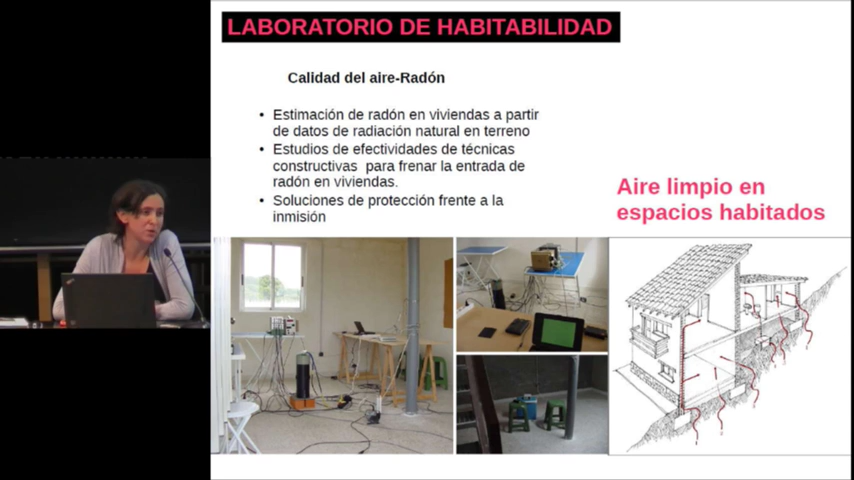 LABORATORIO DE HABITABILIDAD
Calidad del aire-Radón
• Estimación de radón en viviendas a partir
de datos de radiación natural en terreno
• Estudios de efectividades de técnicas
constructivas para frenar la entrada de
radón en viviendas.
• Soluciones de protección frente a la
inmisión
Aire limpio en
espacios habitados